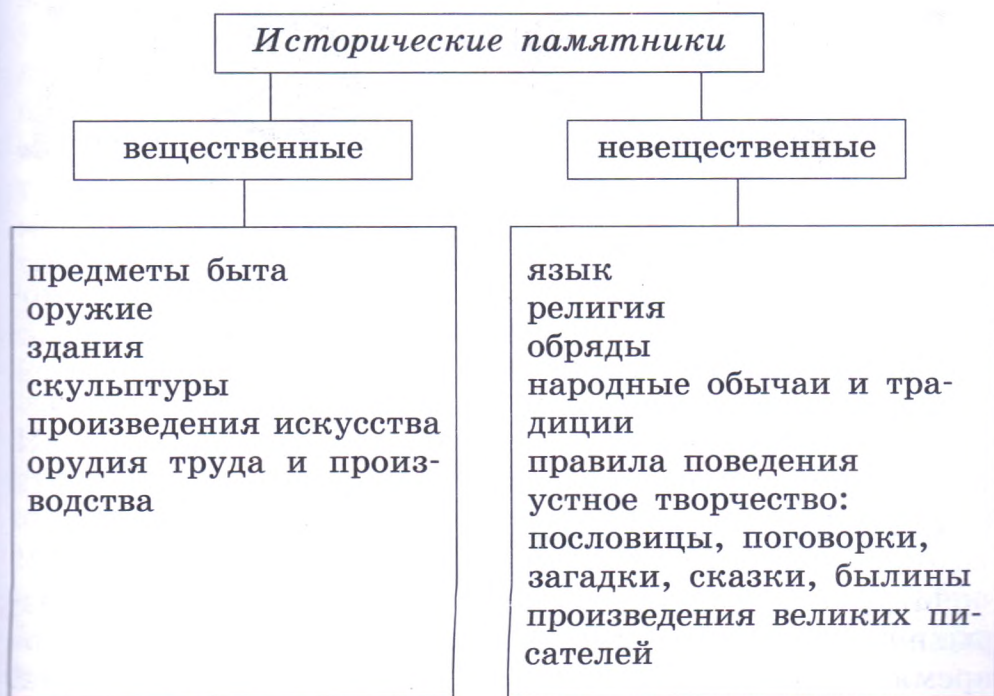 Исторические памятники
вещественные
невещественные
предметы быта
оружие
здания
скульптуры
произведения искусства
орудия труда и произ-
водства
язык
религия
обряды
народные обычаи и тра-
диции
правила поведения
устное творчество:
пословицы, поговорки,
загадки, сказки, былины
произведения великих пи-
сателей